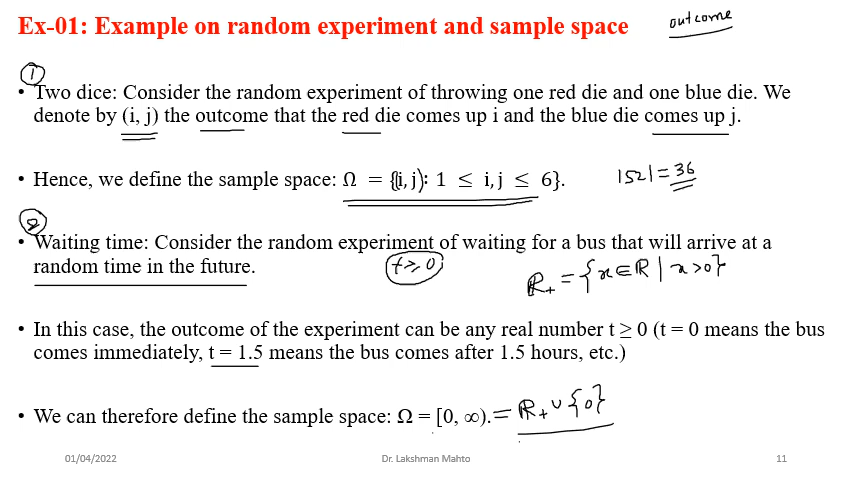 Ex-01: Example on random experiment and sample space
outcome
①
• Two dice: Consider the random experiment of throwing one red die and one blue die. We
denote by (i, j) the outcome that the red die comes up i and the blue die comes up j.
• Hence, we define the sample space: Ω = {(i, j): 1 ≤ i, j ≤ 6}.
|Ω| = 36
②
• Waiting time: Consider the random experiment of waiting for a bus that will arrive at a
random time in the future.
t ≥ 0
ℝ₊ = {x ∈ ℝ | x > 0}
• In this case, the outcome of the experiment can be any real number t ≥ 0 (t = 0 means the bus
comes immediately, t = 1.5 means the bus comes after 1.5 hours, etc.)
• We can therefore define the sample space: Ω = [0, ∞). = ℝ₊ ∪ {0}
01/04/2022
Dr. Lakshman Mahto
11